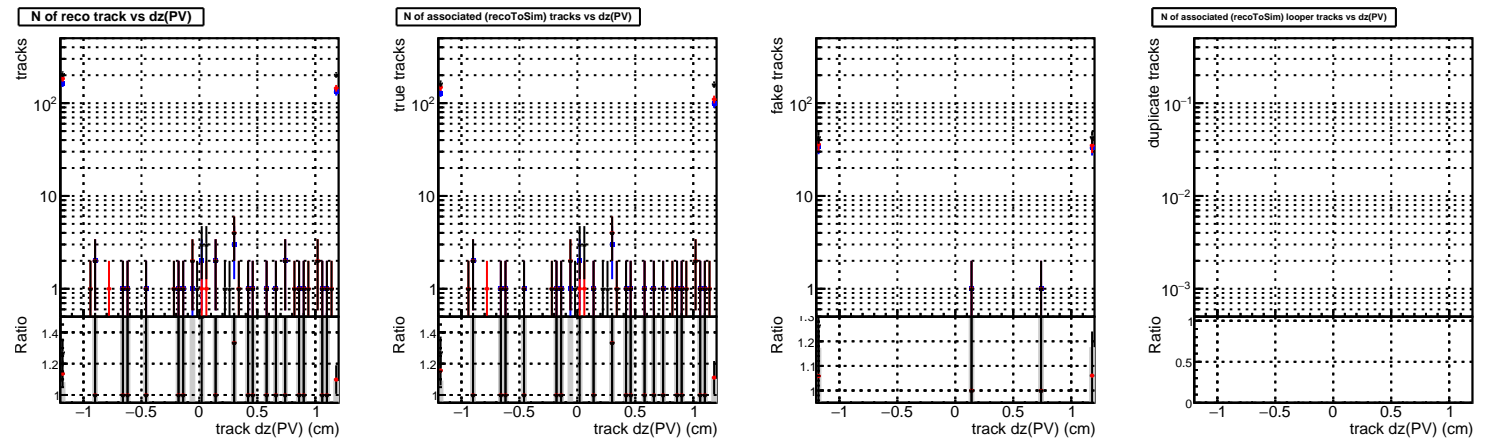 N of reco track vs dz(PV)
tracks
10²
10
1
Ratio
1.4
1.2
1
−1 −0.5 0 0.5 1
track dz(PV) (cm)
N of associated (recoToSim) tracks vs dz(PV)
true tracks
10²
10
1
Ratio
1.4
1.2
1
−1 −0.5 0 0.5 1
track dz(PV) (cm)
fake tracks
10²
10
1
Ratio
1.3
1.2
1.1
1
−1 −0.5 0 0.5 1
track dz(PV) (cm)
N of associated (recoToSim) looper tracks vs dz(PV)
duplicate tracks
10⁻¹
10⁻²
10⁻³
Ratio
1
0.5
0
−1 −0.5 0 0.5 1
track dz(PV) (cm)